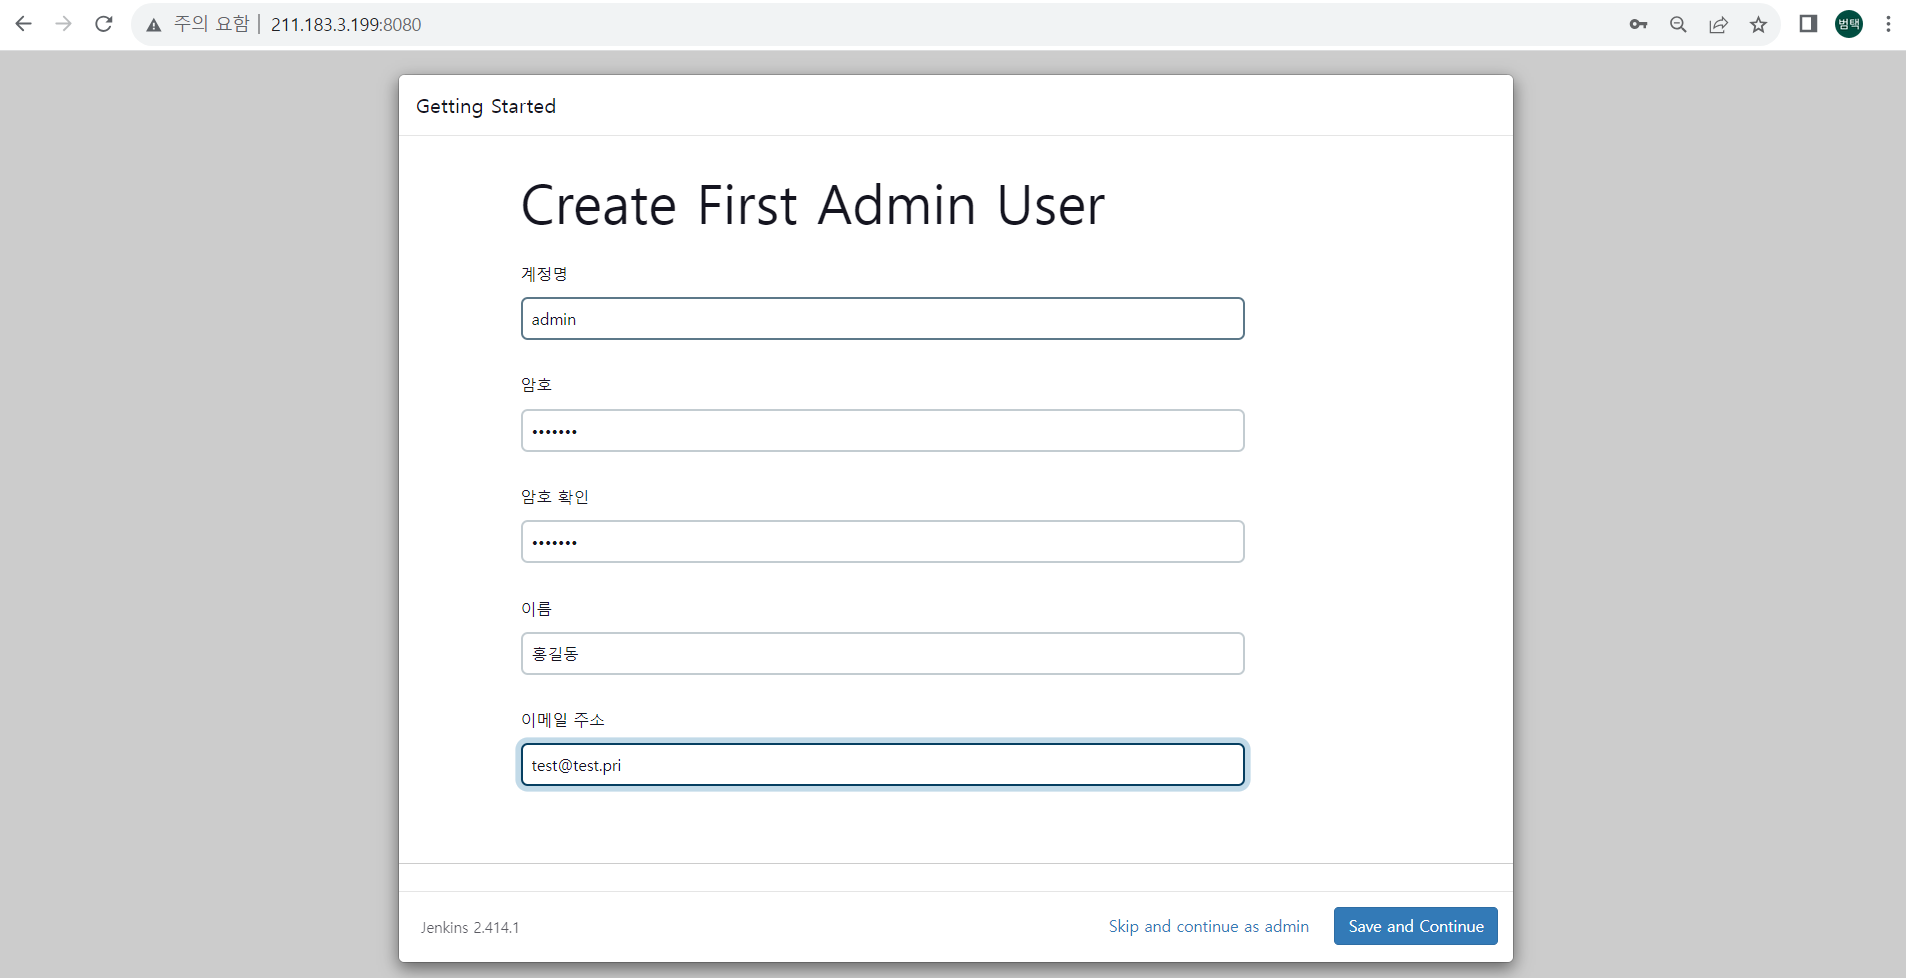 주의 요함 | 211.183.3.199:8080
범택
Getting Started
Create First Admin User
계정명
admin
암호
•••••••
암호 확인
•••••••
이름
홍길동
이메일 주소
test@test.pri
Jenkins 2.414.1
Skip and continue as admin
Save and Continue